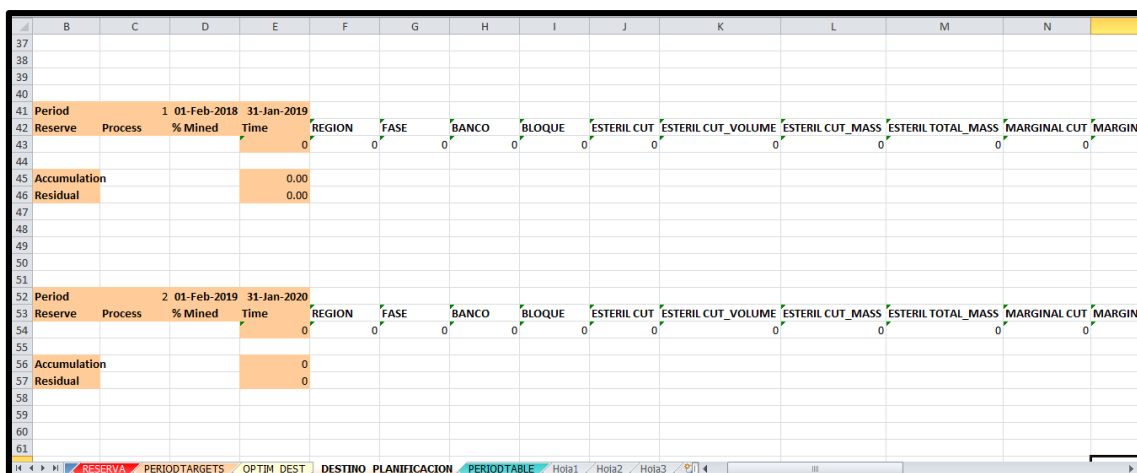 B C D E F G H I J K L M N
37
38
39
40
41 Period 1 01-Feb-2018 31-Jan-2019
42 Reserve Process % Mined Time REGION FASE BANCO BLOQUE ESTERIL CUT ESTERIL CUT_VOLUME ESTERIL CUT_MASS ESTERIL TOTAL_MASS MARGINAL CUT MARGIN
43 0 0 0 0 0 0 0 0 0 0
44
45 Accumulation 0.00
46 Residual 0.00
47
48
49
50
51
52 Period 2 01-Feb-2019 31-Jan-2020
53 Reserve Process % Mined Time REGION FASE BANCO BLOQUE ESTERIL CUT ESTERIL CUT_VOLUME ESTERIL CUT_MASS ESTERIL TOTAL_MASS MARGINAL CUT MARGIN
54 0 0 0 0 0 0 0 0 0 0
55
56 Accumulation 0
57 Residual 0
58
59
60
61
RESERVA PERIODTARGETS OPTIM_DEST DESTINO_PLANIFICACION PERIODTABLE Hoja1 Hoja2 Hoja3